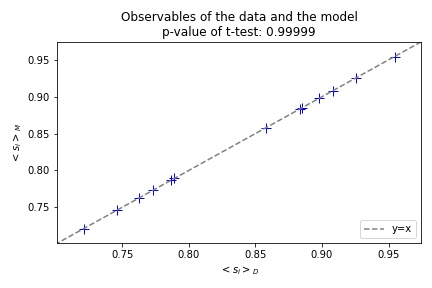 Observables of the data and the model
p-value of t-test: 0.99999
0.95
0.90
0.85
0.80
0.75
< s_i >_M
y=x
0.75
0.80
0.85
0.90
0.95
< s_i >_D